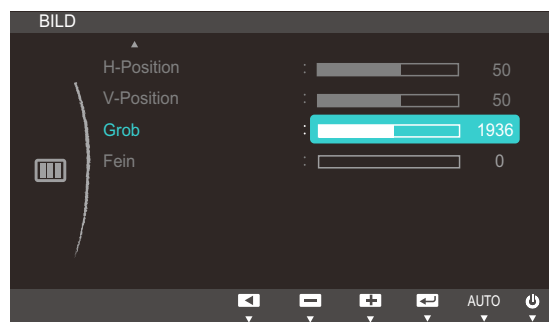 BILD
H-Position : 50
V-Position : 50
Grob : 1936
Fein : 0
AUTO